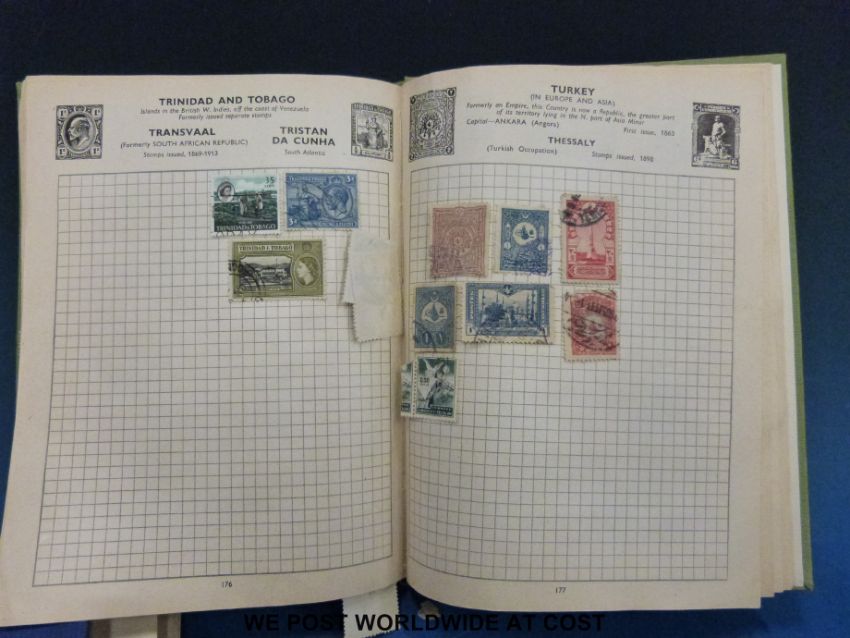 TRINIDAD AND TOBAGO
Islands in the British W. Indies, off the coast of Venezuela
Formerly issued separate stamps
TRANSVAAL
(Formerly SOUTH AFRICAN REPUBLIC)
Stamps issued, 1869-1913
TRISTAN
DA CUNHA
South Atlantic
35
TRINIDAD & TOBAGO
TRINIDAD & TOBAGO
176
TURKEY
(IN EUROPE AND ASIA)
Formerly an Empire, this Country is now a Republic, the greater part
of its territory lying in the N. part of Asia Minor
Capital—ANKARA (Angora)
First issue, 1863
THESSALY
(Turkish Occupation)
Stamps issued, 1898
177
WE POST WORLDWIDE AT COST